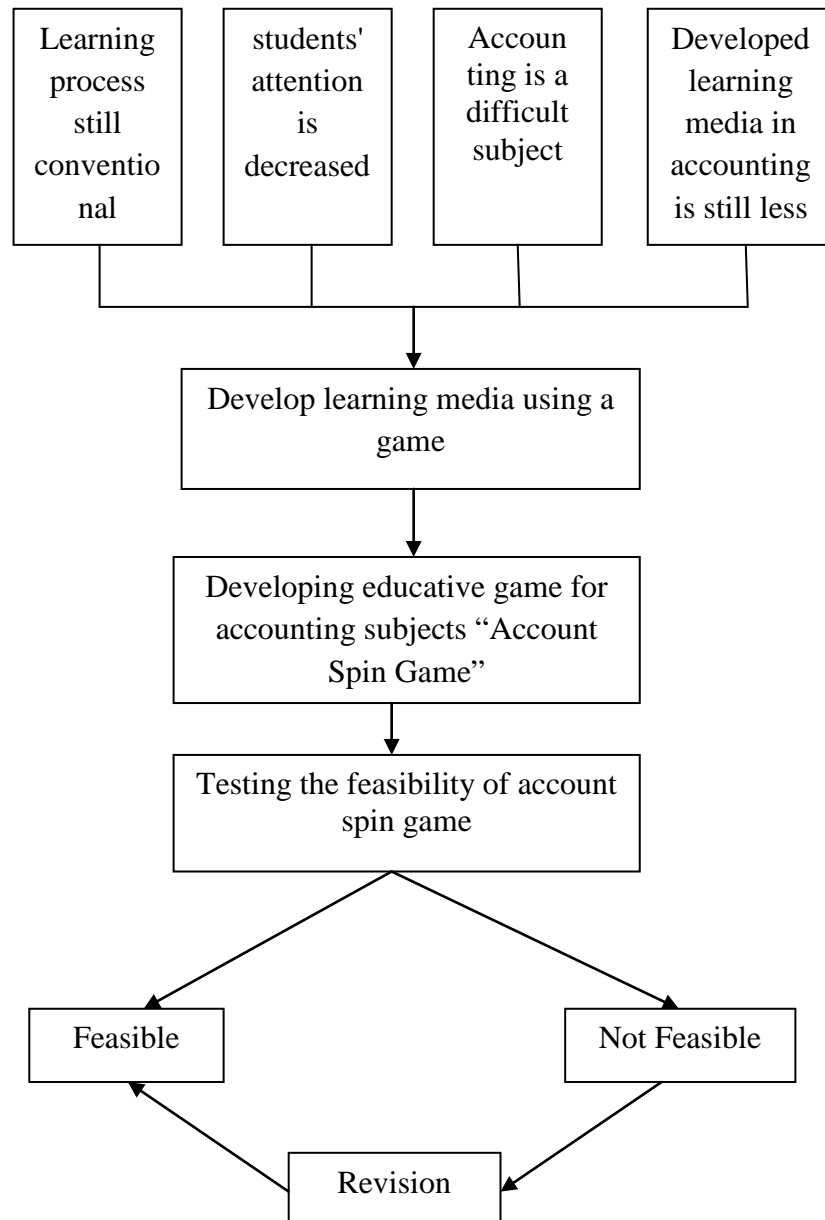 Learning
process
still
conventio
nal
students'
attention
is
decreased
Accoun
ting is a
difficult
subject
Developed
learning
media in
accounting
is still less
Develop learning media using a
game
Developing educative game for
accounting subjects “Account
Spin Game”
Testing the feasibility of account
spin game
Feasible
Not Feasible
Revision